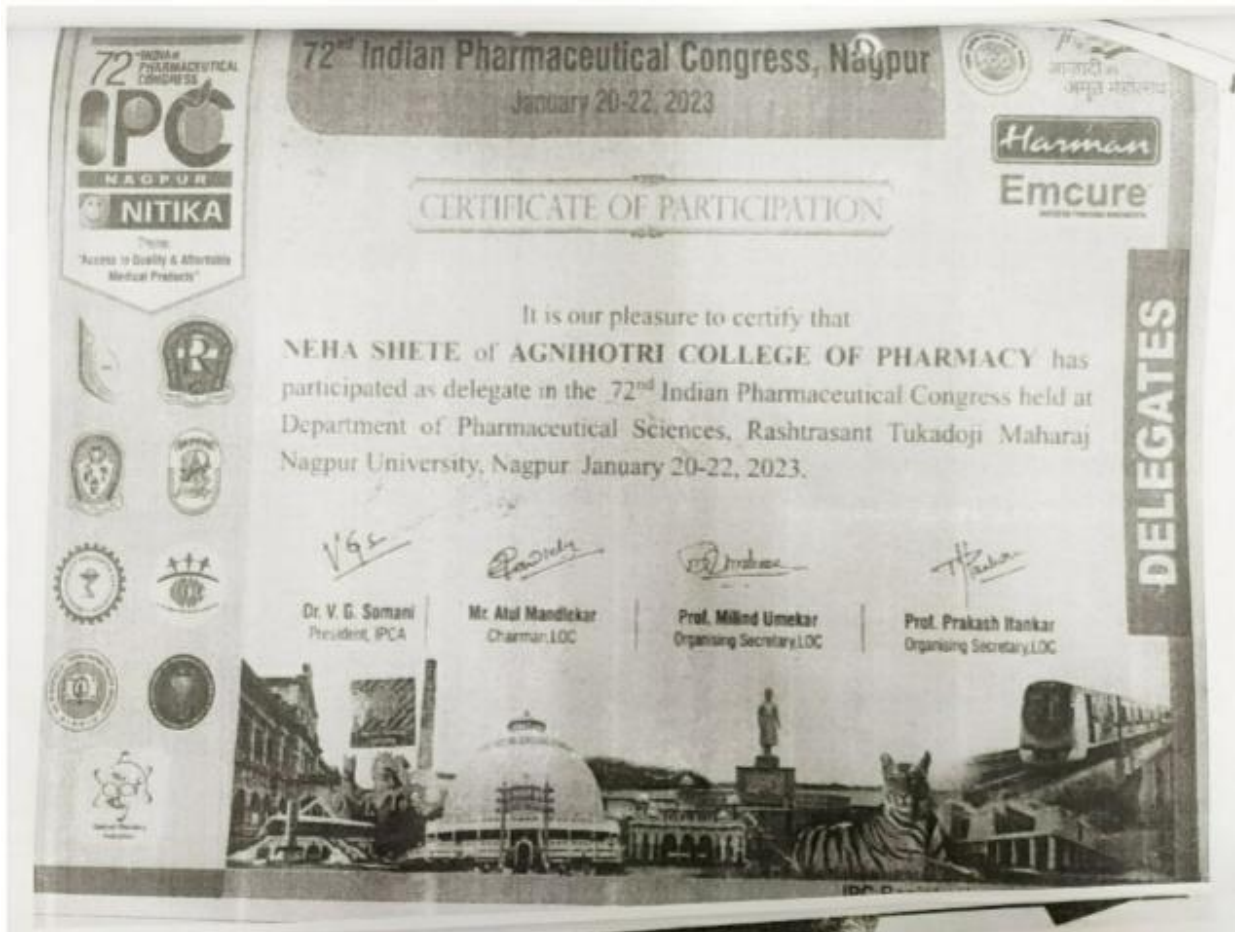 72 INDIAN
PHARMACEUTICAL
CONGRESS
IPC
NAGPUR
NITIKA
"Access to Quality & Affordable
Medical Products"
72nd Indian Pharmaceutical Congress, Nagpur
January 20-22, 2023
आज़ादी का
अमृत महोत्सव
Harman
Emcure
CERTIFICATE OF PARTICIPATION
It is our pleasure to certify that
NEHA SHETE of AGNIHOTRI COLLEGE OF PHARMACY has
participated as delegate in the 72nd Indian Pharmaceutical Congress held at
Department of Pharmaceutical Sciences, Rashtrasant Tukadoji Maharaj
Nagpur University, Nagpur January 20-22, 2023.
DELEGATES
Dr. V. G. Somani
President, IPCA
Mr. Atul Mandlekar
Chairman, LOC
Prof. Milind Umekar
Organising Secretary, LOC
Prof. Prakash Itankar
Organising Secretary, LOC